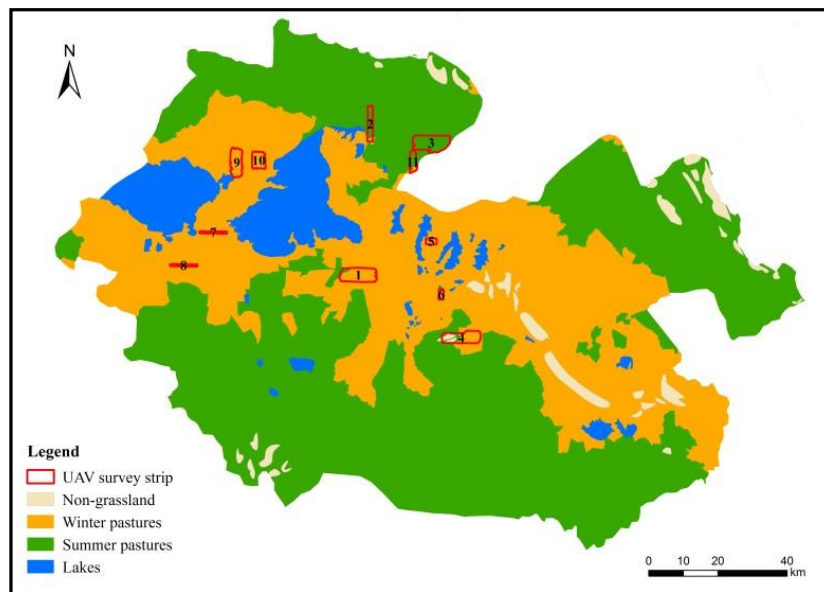 N
2
3
11
9
10
7
5
8
1
6
4
Legend
UAV survey strip
Non-grassland
Winter pastures
Summer pastures
Lakes
0 10 20 40
km